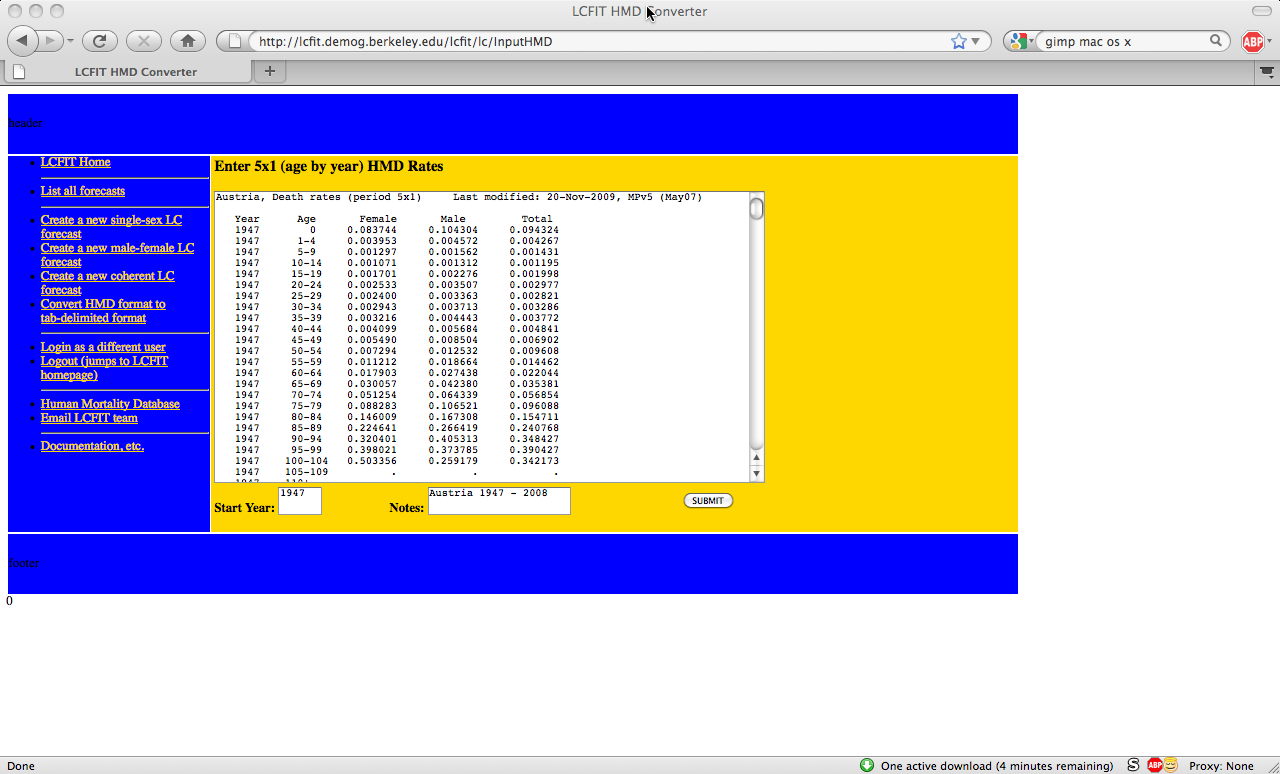 LCFIT HMD Converter
http://lcfit.demog.berkeley.edu/lcfit/lc/InputHMD
gimp mac os x
ABP
LCFIT HMD Converter
header
LCFIT Home
List all forecasts
Create a new single-sex LC
forecast
Create a new male-female LC
forecast
Create a new coherent LC
forecast
Convert HMD format to
tab-delimited format
Login as a different user
Logout (jumps to LCFIT
homepage)
Human Mortality Database
Email LCFIT team
Documentation, etc.
Enter 5x1 (age by year) HMD Rates
Austria, Death rates (period 5x1) Last modified: 20-Nov-2009, MPv5 (May07)
Year Age Female Male Total
1947 0 0.083744 0.104304 0.094324
1947 1-4 0.003953 0.004572 0.004267
1947 5-9 0.001297 0.001562 0.001431
1947 10-14 0.001071 0.001312 0.001195
1947 15-19 0.001701 0.002276 0.001998
1947 20-24 0.002533 0.003507 0.002977
1947 25-29 0.002400 0.003363 0.002821
1947 30-34 0.002943 0.003713 0.003286
1947 35-39 0.003216 0.004443 0.003772
1947 40-44 0.004099 0.005684 0.004841
1947 45-49 0.005490 0.008504 0.006902
1947 50-54 0.007294 0.012532 0.009608
1947 55-59 0.011212 0.018664 0.014462
1947 60-64 0.017903 0.027438 0.022044
1947 65-69 0.030057 0.042380 0.035381
1947 70-74 0.051254 0.064339 0.056854
1947 75-79 0.088283 0.106521 0.096088
1947 80-84 0.146009 0.167308 0.154711
1947 85-89 0.224641 0.266419 0.240768
1947 90-94 0.320401 0.405313 0.348427
1947 95-99 0.398021 0.373785 0.390427
1947 100-104 0.503356 0.259179 0.342173
1947 105-109 . . .
1947 110+
Start Year: 1947 Notes: Austria 1947 - 2008 SUBMIT
footer
0
Done One active download (4 minutes remaining) S ABP Proxy: None